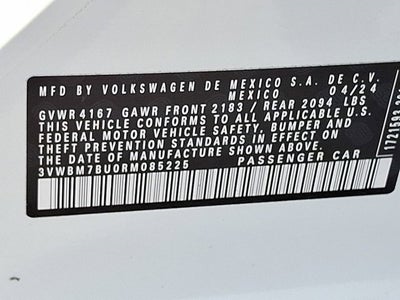 MFD BY VOLKSWAGEN DE MEXICO S.A. DE C.V.
MEXICO 04/24
GVWR 4167 GAWR FRONT 2183 / REAR 2094 LBS
THIS VEHICLE CONFORMS TO ALL APPLICABLE U.S.
FEDERAL MOTOR VEHICLE SAFETY, BUMPER AND
THEFT PREVENTION STANDARDS IN EFFECT ON
THE DATE OF MANUFACTURE SHOWN ABOVE.
3VWBM7BU0RM085225 PASSENGER CAR